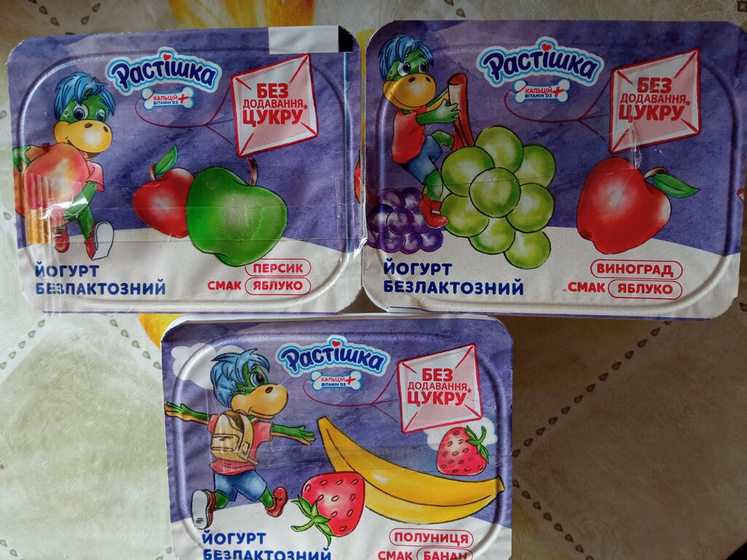 Растішка
КАЛЬЦІЙ +
ВІТАМІН D3
БЕЗ
ДОДАВАННЯ*
ЦУКРУ
ЙОГУРТ
БЕЗЛАКТОЗНИЙ
ПЕРСИК
СМАК ЯБЛУКО
Растішка
КАЛЬЦІЙ +
ВІТАМІН D3
БЕЗ
ДОДАВАННЯ*
ЦУКРУ
ЙОГУРТ
БЕЗЛАКТОЗНИЙ
ВИНОГРАД
СМАК ЯБЛУКО
Растішка
КАЛЬЦІЙ +
ВІТАМІН D3
БЕЗ
ДОДАВАННЯ*
ЦУКРУ
ЙОГУРТ
БЕЗЛАКТОЗНИЙ
ПОЛУНИЦЯ
СМАК БАНАН